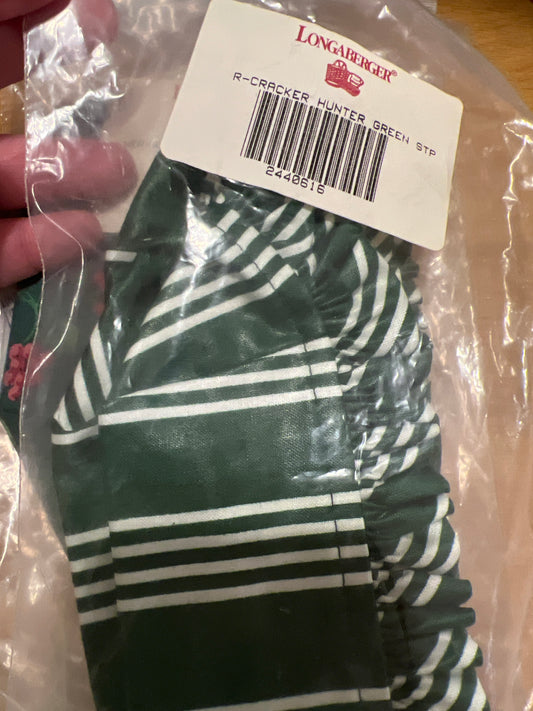 LONGABERGER®
R-CRACKER HUNTER GREEN STP
2440616